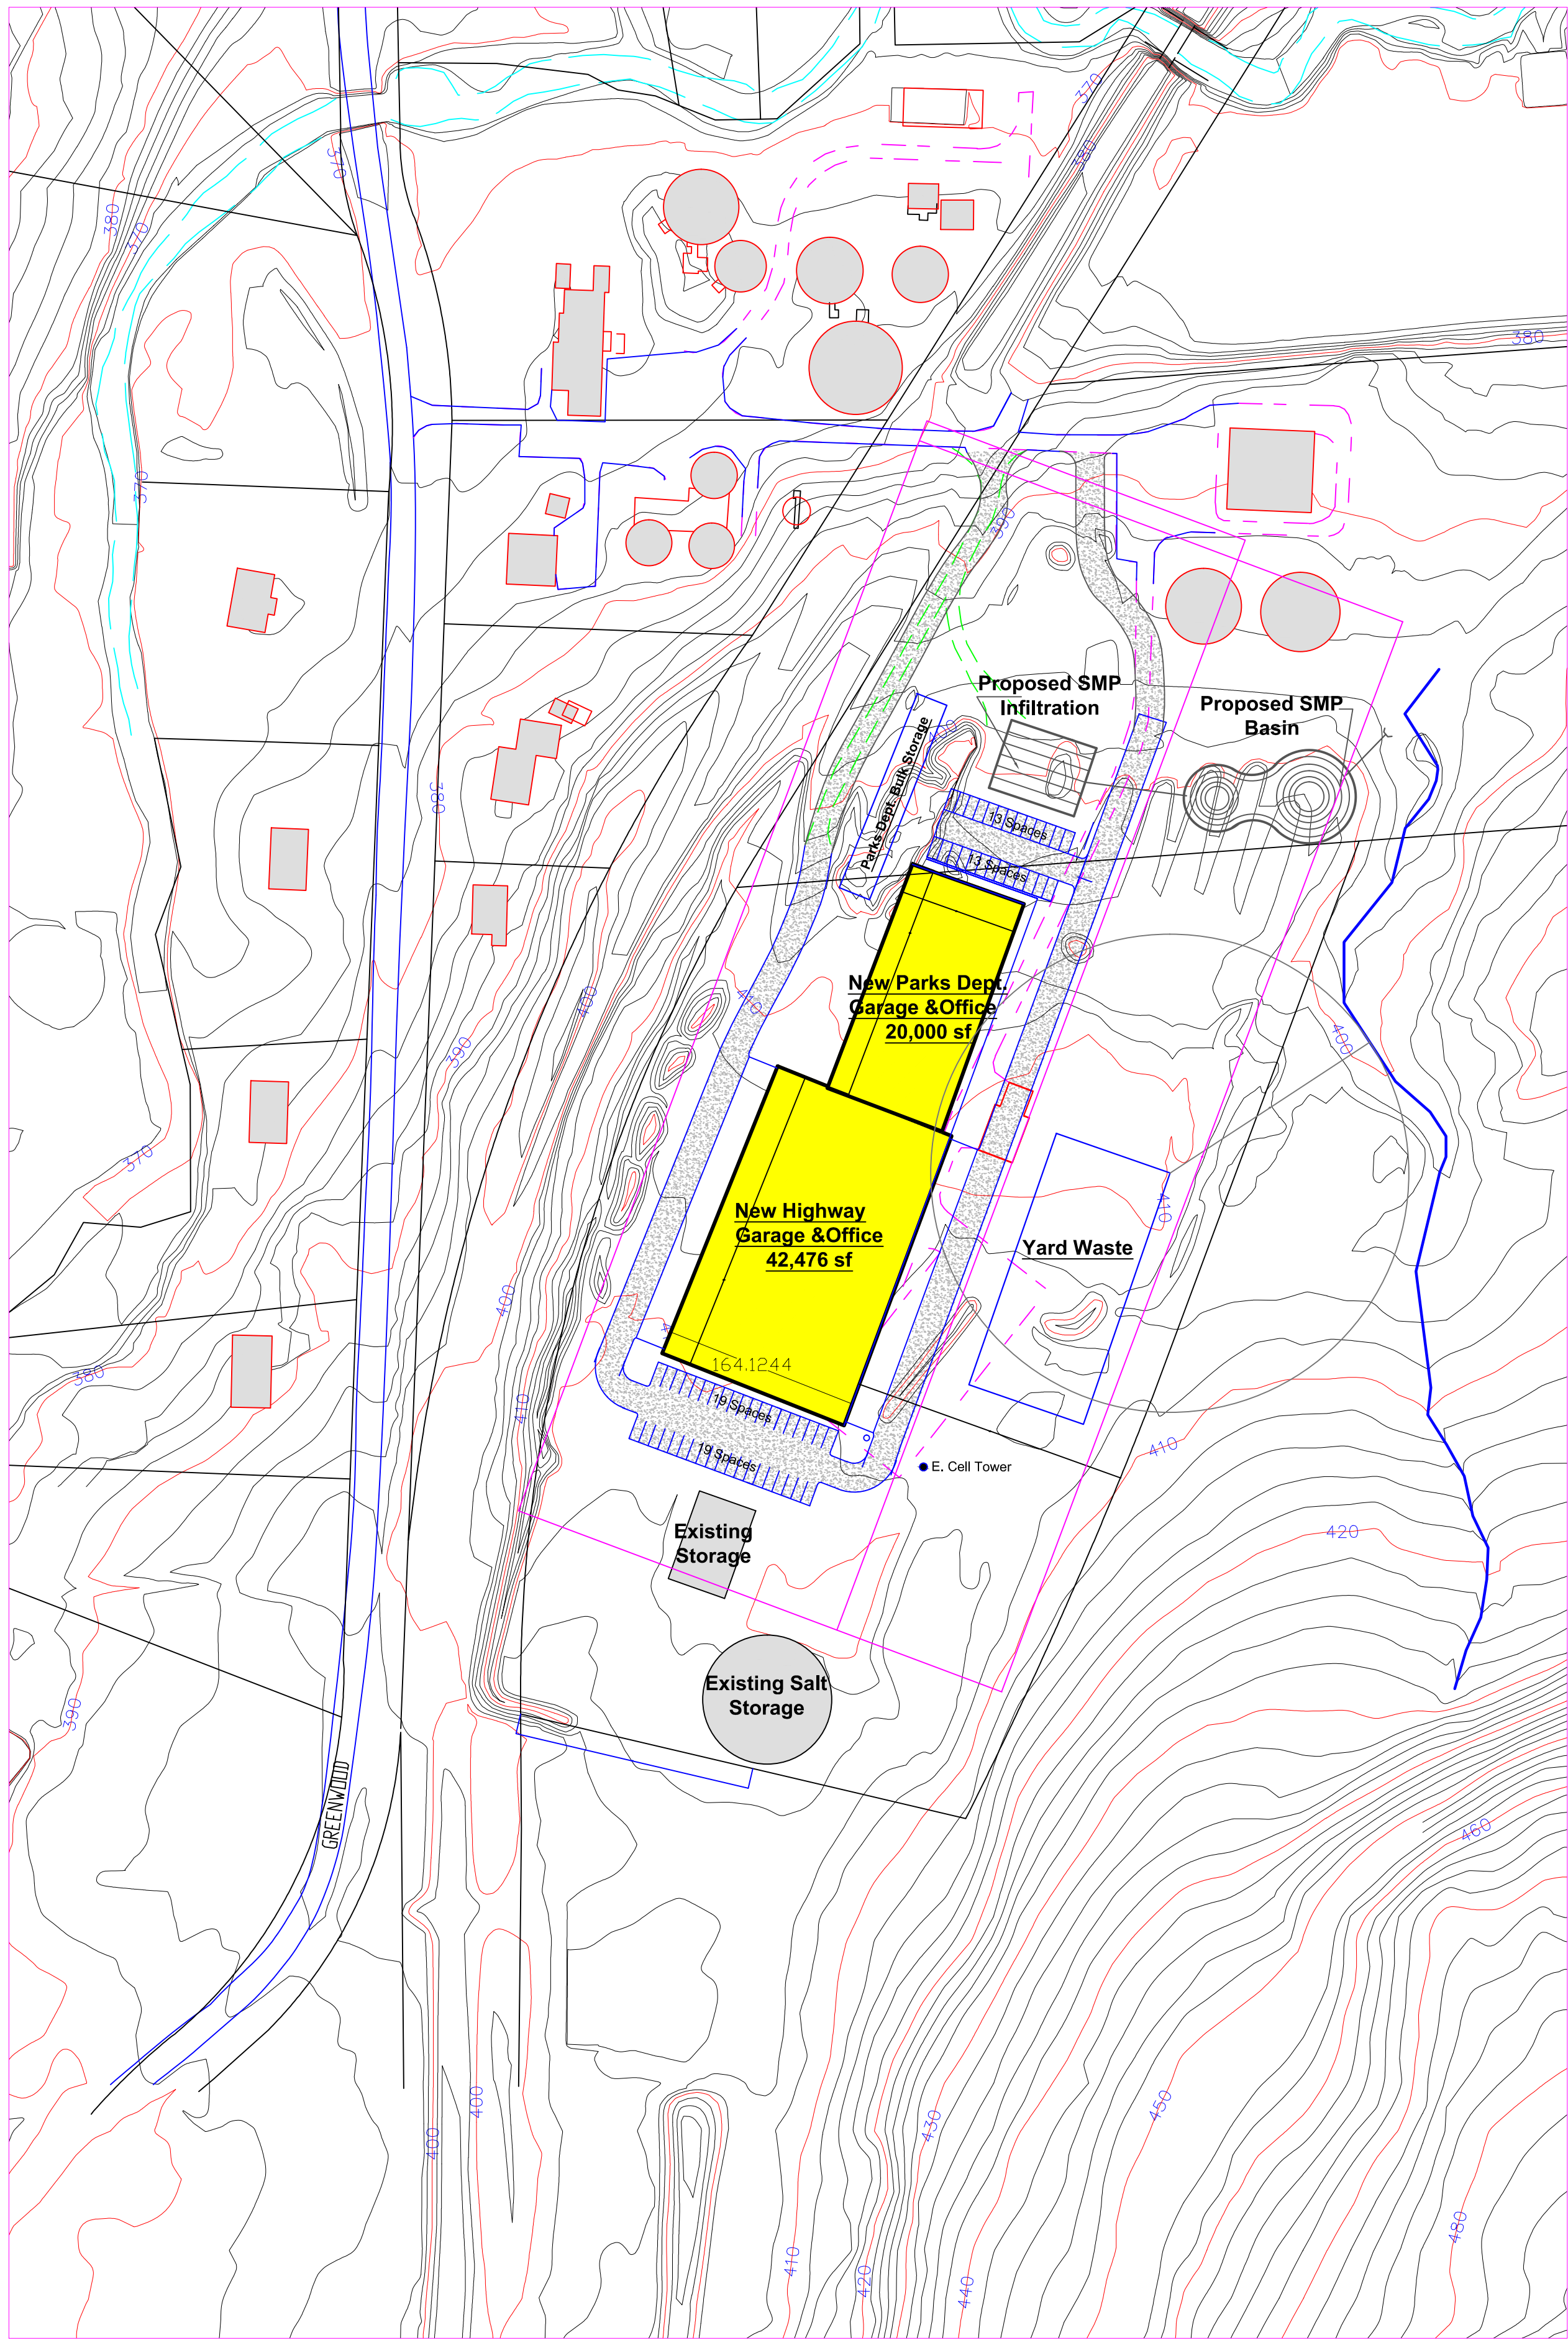 370
380
370
380
370
380
390
370
Proposed SMP
Infiltration
Proposed SMP
Basin
Parks Dept. Bulk Storage
13 Spaces
13 Spaces
380
New Parks Dept.
Garage &Office
20,000 sf
410
400
400
390
370
New Highway
Garage &Office
42,476 sf
410
Yard Waste
400
380
164.1244
19 Spaces
410
19 Spaces
410
E. Cell Tower
420
Existing
Storage
Existing Salt
Storage
390
GREENWOOD
460
400
400
430
450
480
410
420
440